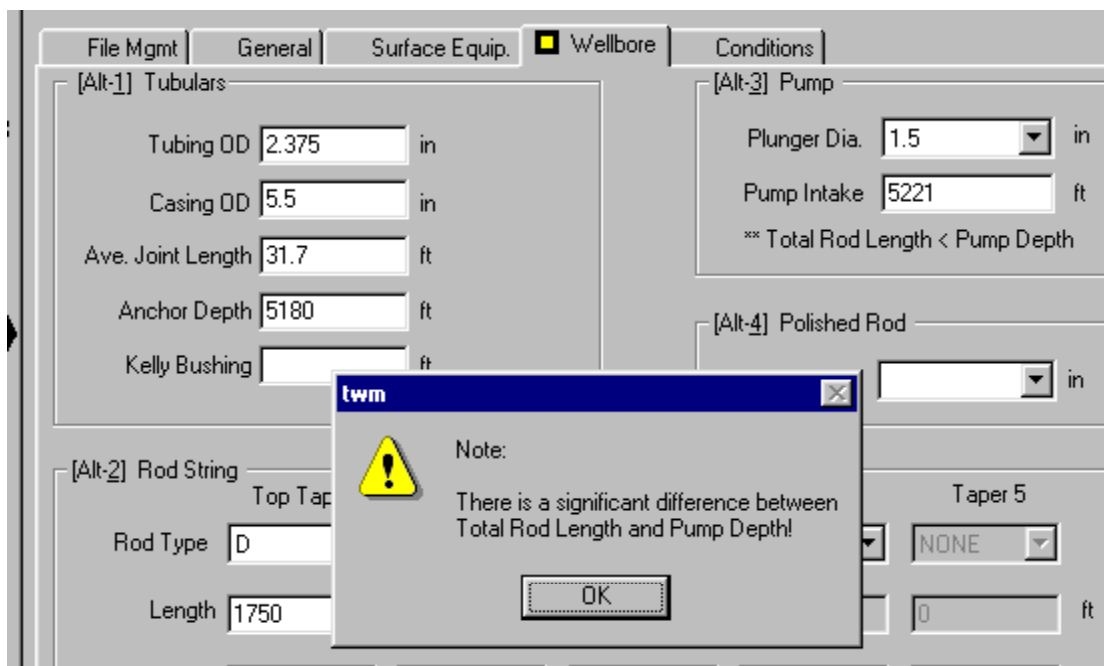 File Mgmt General Surface Equip. Wellbore Conditions
[Alt-1] Tubulars
Tubing OD 2.375 in
Casing OD 5.5 in
Ave. Joint Length 31.7 ft
Anchor Depth 5180 ft
Kelly Bushing ft
[Alt-3] Pump
Plunger Dia. 1.5 in
Pump Intake 5221 ft
** Total Rod Length < Pump Depth
[Alt-4] Polished Rod
in
twm
Note:
There is a significant difference between
Total Rod Length and Pump Depth!
OK
[Alt-2] Rod String
Top Tap Taper 5
Rod Type D NONE
Length 1750 0 ft